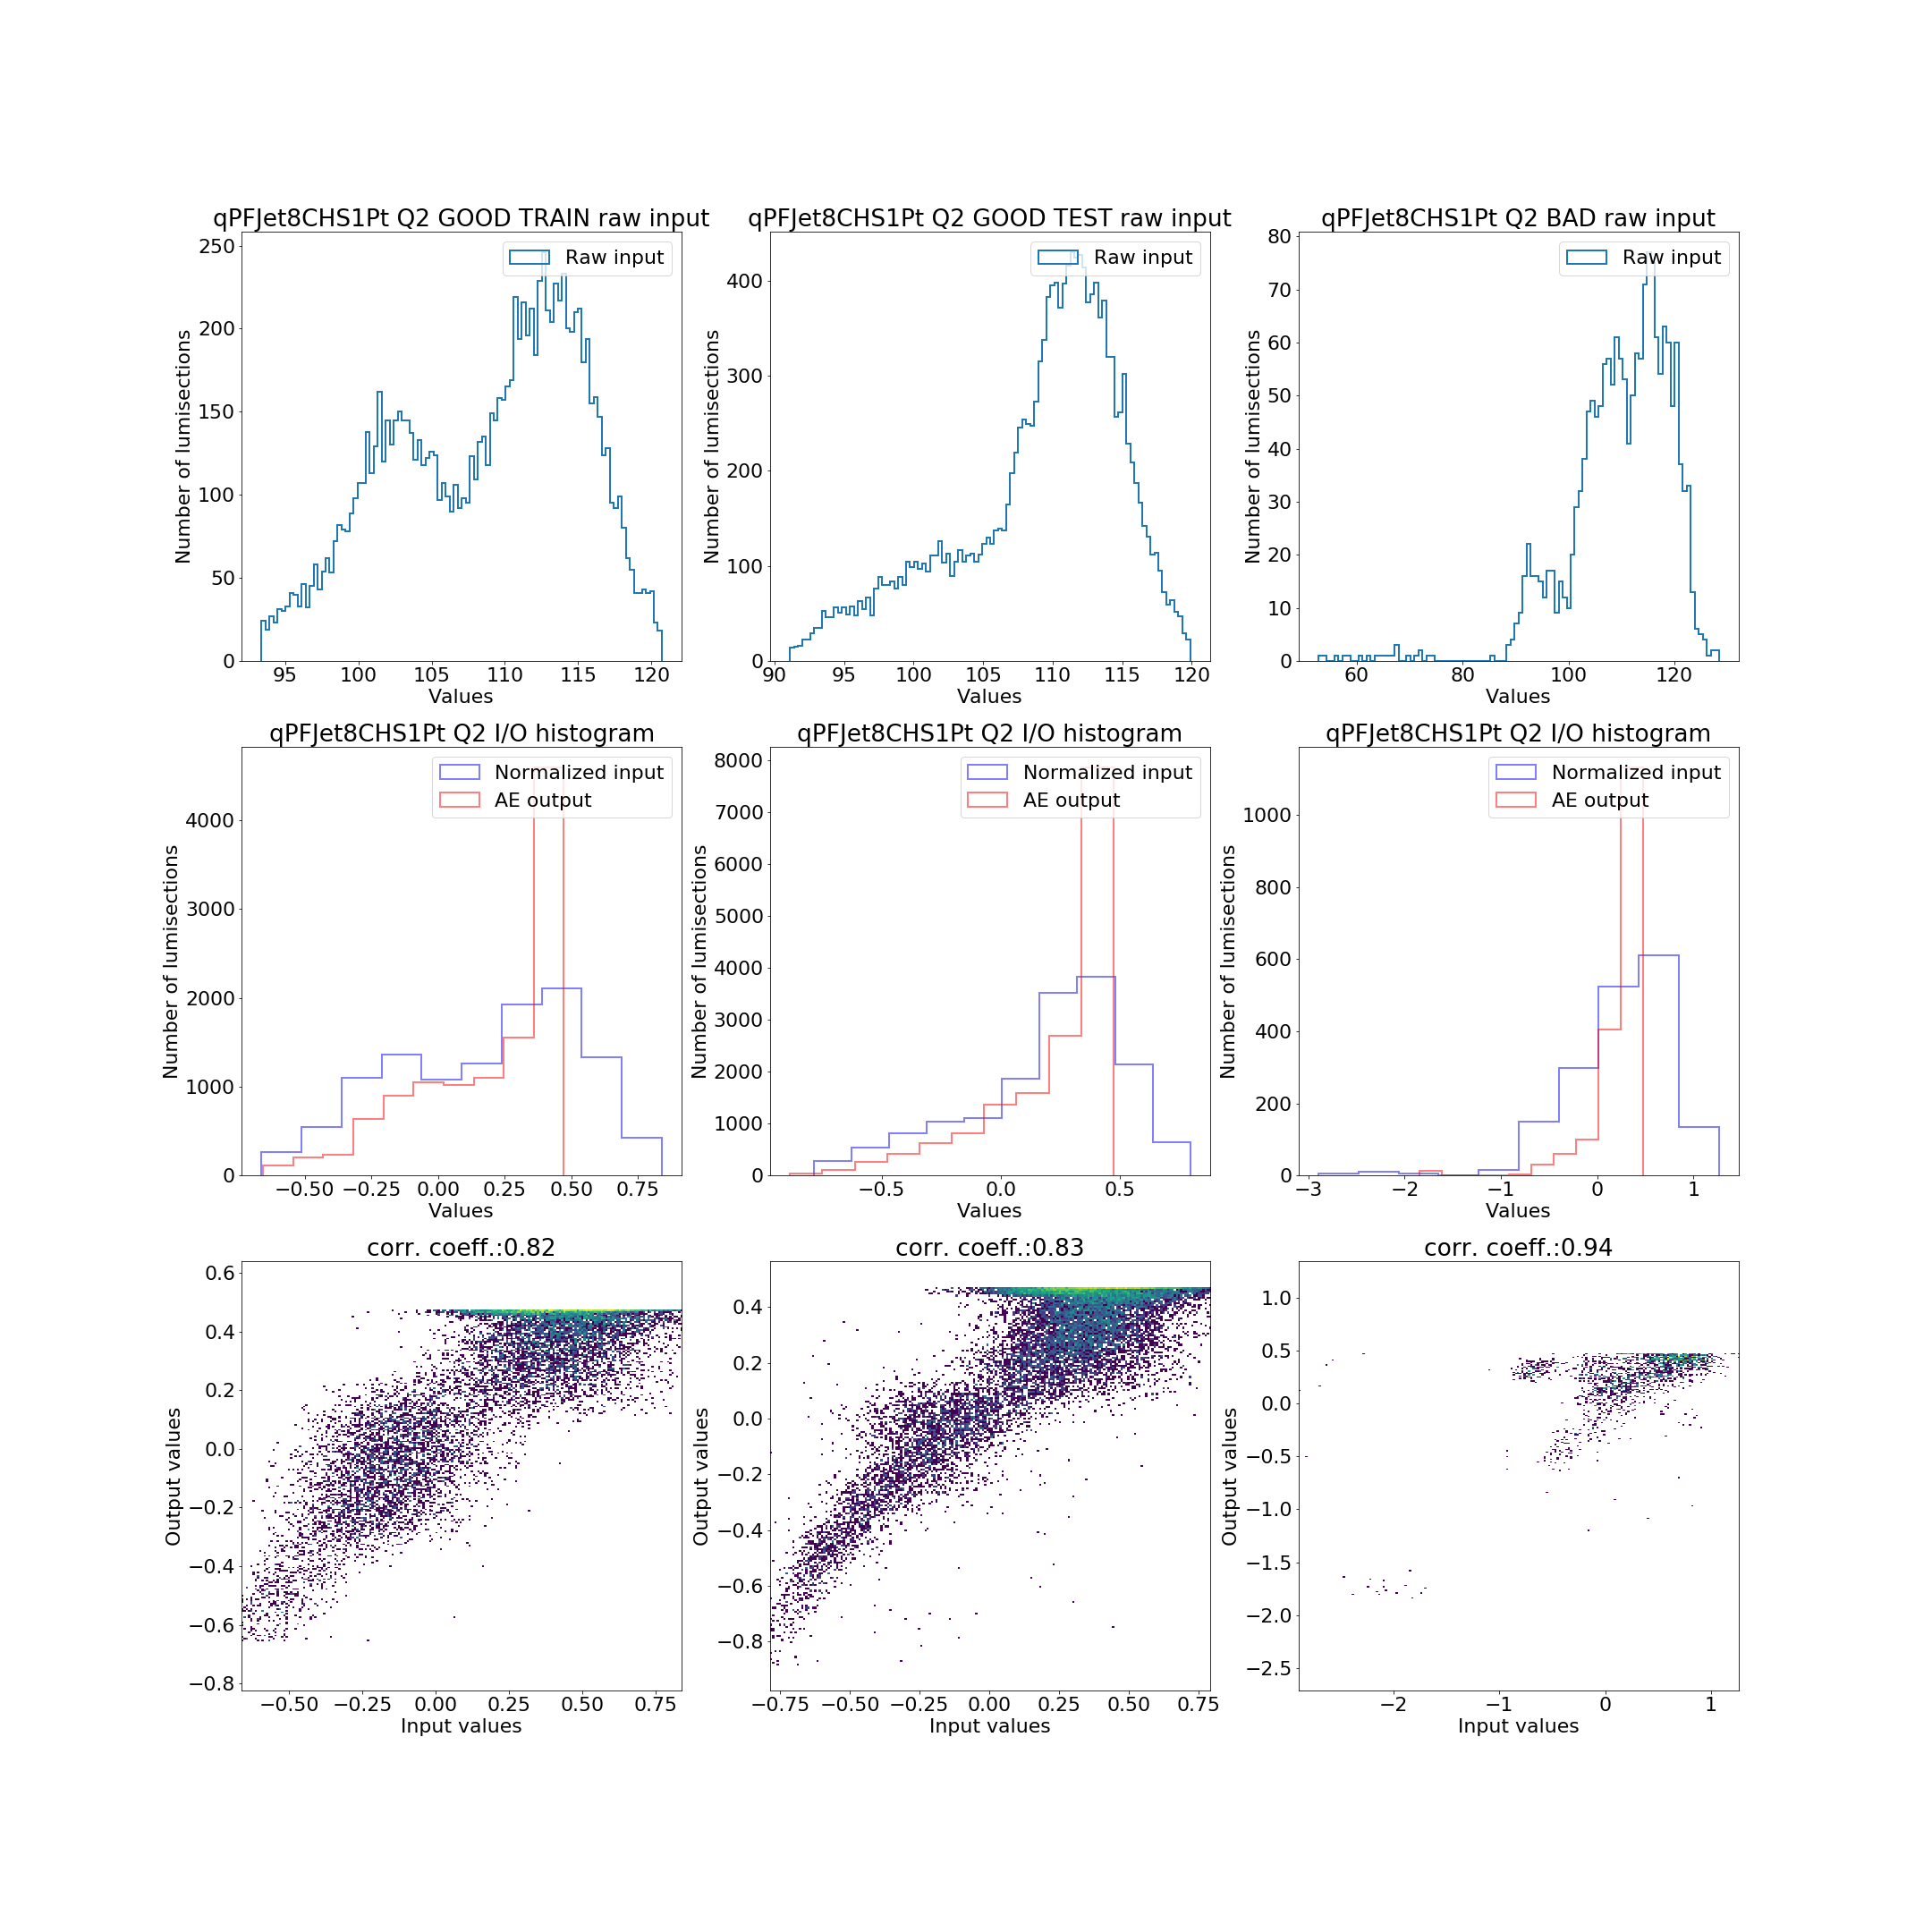 qPFJet8CHS1Pt Q2 GOOD TRAIN raw input
qPFJet8CHS1Pt Q2 GOOD TEST raw input
qPFJet8CHS1Pt Q2 BAD raw input
Raw input
Raw input
Raw input
Number of lumisections
0 50 100 150 200 250
95 100 105 110 115 120
Values
Number of lumisections
0 100 200 300 400
90 95 100 105 110 115 120
Values
Number of lumisections
0 10 20 30 40 50 60 70 80
60 80 100 120
Values
qPFJet8CHS1Pt Q2 I/O histogram
qPFJet8CHS1Pt Q2 I/O histogram
qPFJet8CHS1Pt Q2 I/O histogram
Normalized input
AE output
Normalized input
AE output
Normalized input
AE output
Number of lumisections
0 1000 2000 3000 4000
−0.50 −0.25 0.00 0.25 0.50 0.75
Values
Number of lumisections
0 1000 2000 3000 4000 5000 6000 7000 8000
−0.5 0.0 0.5
Values
Number of lumisections
0 200 400 600 800 1000
−3 −2 −1 0 1
Values
corr. coeff.:0.82
corr. coeff.:0.83
corr. coeff.:0.94
Output values
−0.8 −0.6 −0.4 −0.2 0.0 0.2 0.4 0.6
−0.50 −0.25 0.00 0.25 0.50 0.75
Input values
Output values
−0.8 −0.6 −0.4 −0.2 0.0 0.2 0.4
−0.75 −0.50 −0.25 0.00 0.25 0.50 0.75
Input values
Output values
−2.5 −2.0 −1.5 −1.0 −0.5 0.0 0.5 1.0
−2 −1 0 1
Input values